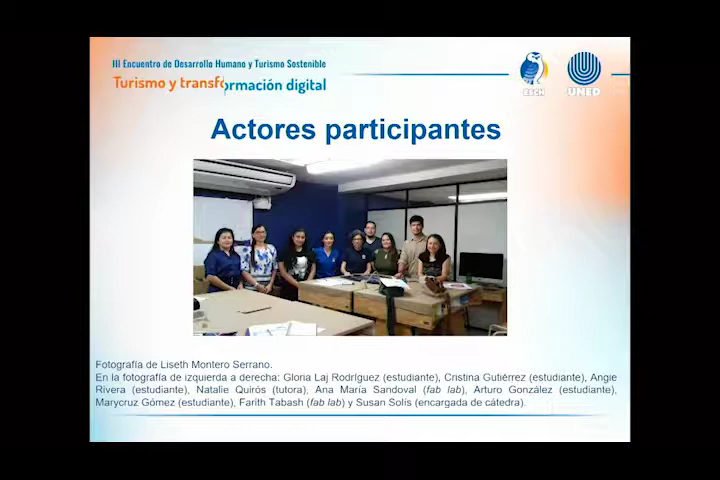 III Encuentro de Desarrollo Humano y Turismo Sostenible
Turismo y transformación digital
ECEN
UNED
Actores participantes
Fotografía de Liseth Montero Serrano.
En la fotografía de izquierda a derecha: Gloria Laj Rodríguez (estudiante), Cristina Gutiérrez (estudiante), Angie
Rivera (estudiante), Natalie Quirós (tutora), Ana María Sandoval (fab lab), Arturo González (estudiante),
Marycruz Gómez (estudiante), Farith Tabash (fab lab) y Susan Solís (encargada de cátedra).